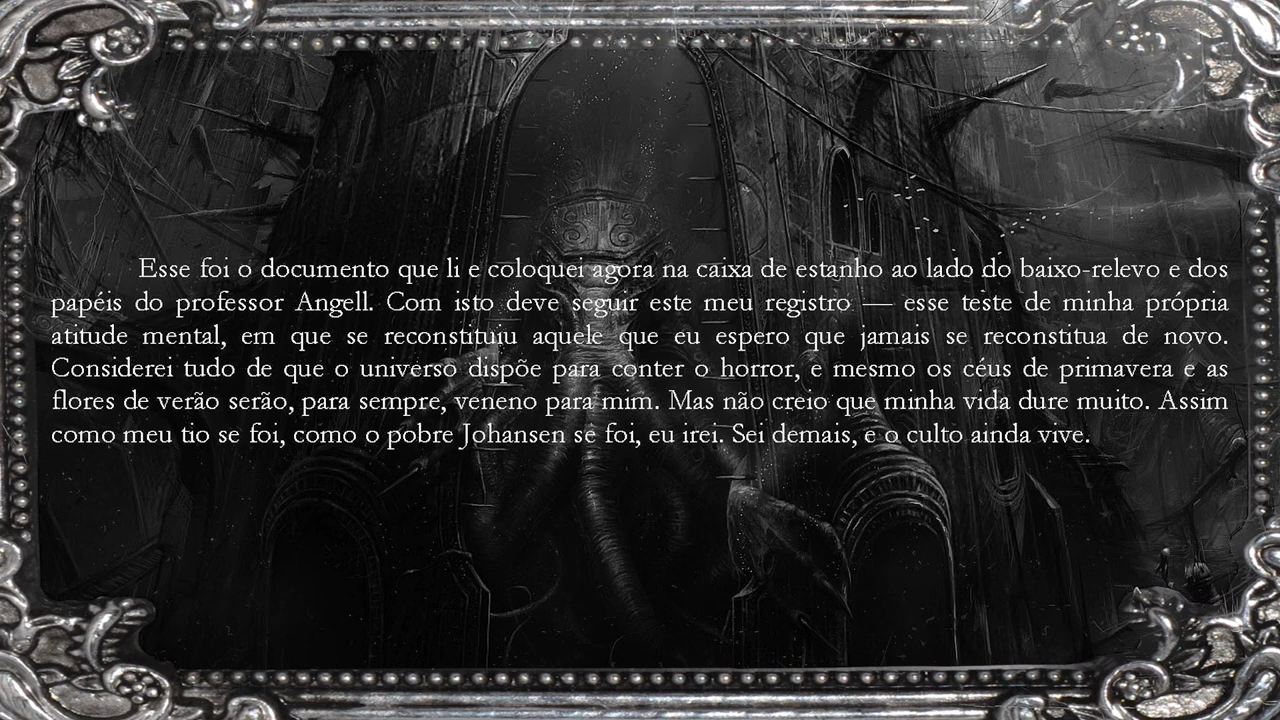 Esse foi o documento que li e coloquei agora na caixa de estanho ao lado do baixo-relevo e dos
papéis do professor Angell. Com isto deve seguir este meu registro — esse teste de minha própria
atitude mental, em que se reconstituiu aquele que eu espero que jamais se reconstitua de novo.
Considerei tudo de que o universo dispõe para conter o horror, e mesmo os céus de primavera e as
flores de verão serão, para sempre, veneno para mim. Mas não creio que minha vida dure muito. Assim
como meu tio se foi, como o pobre Johansen se foi, eu irei. Sei demais, e o culto ainda vive.